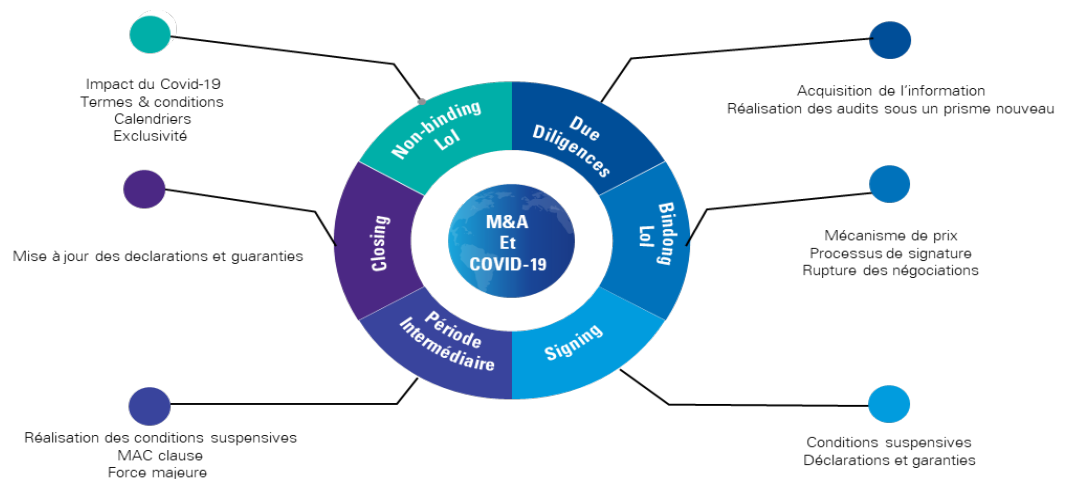 Impact du Covid-19
Termes & conditions
Calendriers
Exclusivité
Acquisition de l'information
Réalisation des audits sous un prisme nouveau
Non-binding
LoI
Due
Diligences
Bindong
LoI
Signing
Période
Intermédiaire
Closing
M&A
Et
COVID-19
Mécanisme de prix
Processus de signature
Rupture des négociations
Mise à jour des declarations et guaranties
Réalisation des conditions suspensives
MAC clause
Force majeure
Conditions suspensives
Déclarations et garanties